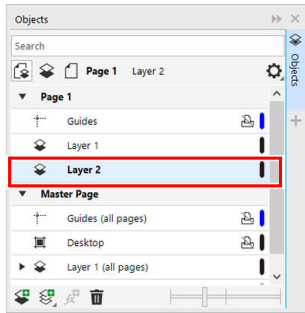 Objects
Search
Page 1 Layer 2
Objects
Page 1
Guides
Layer 1
Layer 2
Master Page
Guides (all pages)
Desktop
Layer 1 (all pages)